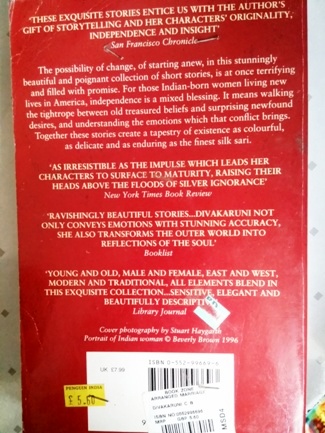 'THESE EXQUISITE STORIES ENTICE US WITH THE AUTHOR'S
GIFT OF STORYTELLING AND HER CHARACTERS' ORIGINALITY,
INDEPENDENCE AND INSIGHT'
San Francisco Chronicle
The possibility of change, of starting anew, in this stunningly
beautiful and poignant collection of short stories, is at once terrifying
and filled with promise. For those Indian-born women living new
lives in America, independence is a mixed blessing. It means walking
the tightrope between old treasured beliefs and surprising newfound
desires, and understanding the emotions which that conflict brings.
Together these stories create a tapestry of existence as colourful,
as delicate and as enduring as the finest silk sari.
'AS IRRESISTIBLE AS THE IMPULSE WHICH LEADS HER
CHARACTERS TO SURFACE TO MATURITY, RAISING THEIR
HEADS ABOVE THE FLOODS OF SILVER IGNORANCE'
New York Times Book Review
'RAVISHINGLY BEAUTIFUL STORIES...DIVAKARUNI NOT
ONLY CONVEYS EMOTIONS WITH STUNNING ACCURACY,
SHE ALSO TRANSFORMS THE OUTER WORLD INTO
REFLECTIONS OF THE SOUL'
Booklist
'YOUNG AND OLD, MALE AND FEMALE, EAST AND WEST,
MODERN AND TRADITIONAL, ALL ELEMENTS BLEND IN
THIS EXQUISITE COLLECTION...SENSITIVE, ELEGANT AND
BEAUTIFULLY DESCRIPTI
Library Journal
Cover photography by Stuart Haygarth
Portrait of Indian woman © Beverly Brown 1996
UK £7.99
PENGUIN INDIA
£ 5.60
BOOK ZONE
ARRANGED MARRIAGE
DIVAKARUNI C B
MRP
MSD4
9